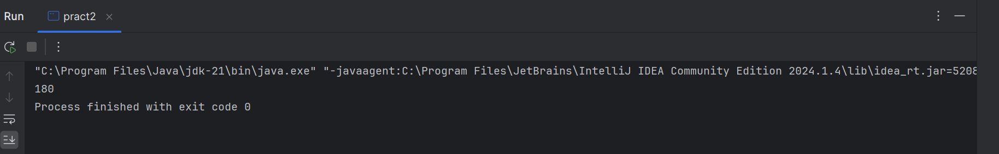 Run pract2
"C:\Program Files\Java\jdk-21\bin\java.exe" "-javaagent:C:\Program Files\JetBrains\IntelliJ IDEA Community Edition 2024.1.4\lib\idea_rt.jar=5208
180
Process finished with exit code 0